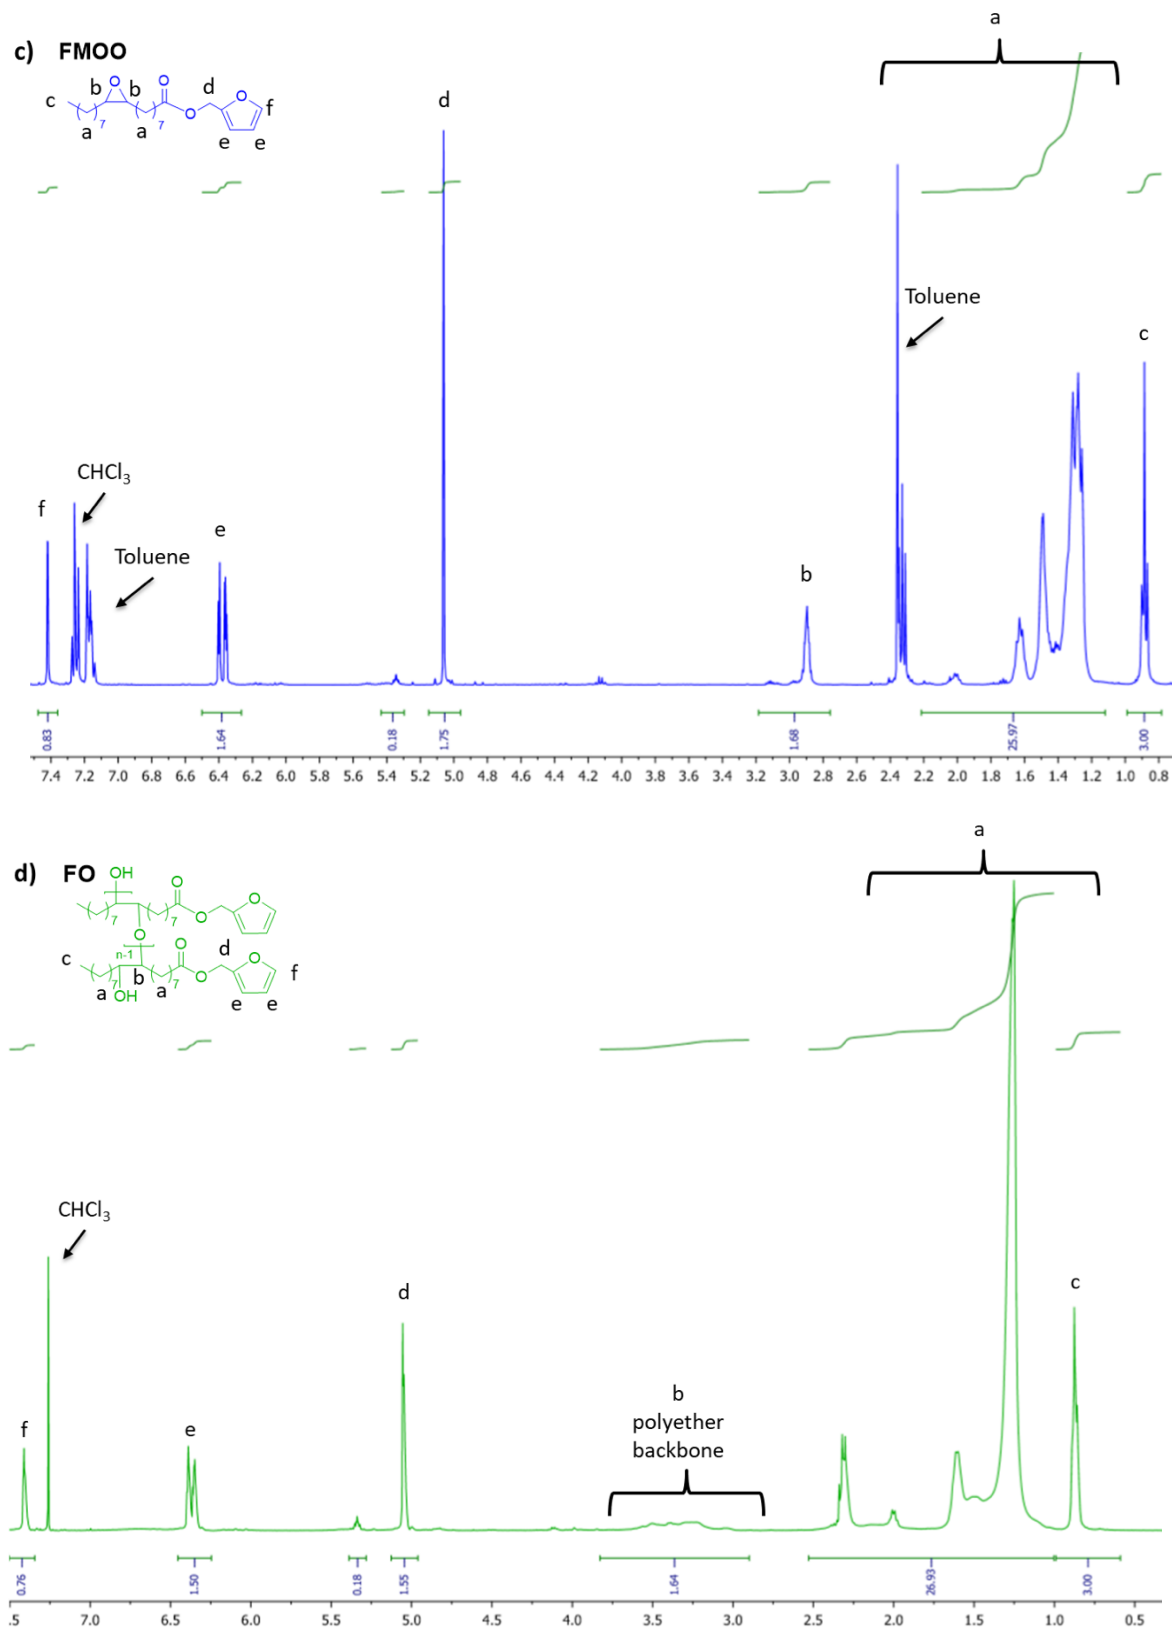 a
c) FMOO
O
b b O d O
c O f
7 7
a a e e
d
Toluene
c
CHCl3
f
Toluene
e
b
0.83 1.64 0.18 1.75 1.68 25.97 3.00
7.4 7.2 7.0 6.8 6.6 6.4 6.2 6.0 5.8 5.6 5.4 5.2 5.0 4.8 4.6 4.4 4.2 4.0 3.8 3.6 3.4 3.2 3.0 2.8 2.6 2.4 2.2 2.0 1.8 1.6 1.4 1.2 1.0 0.8
a
d) FO
OH
O O
7 7 O
O
n-1 O d O
c b O f
7 7
a OH a e e
CHCl3
d
c
b
polyether
backbone
f
e
0.76 1.50 0.18 1.55 1.64 26.93 3.00
.5 7.0 6.5 6.0 5.5 5.0 4.5 4.0 3.5 3.0 2.5 2.0 1.5 1.0 0.5